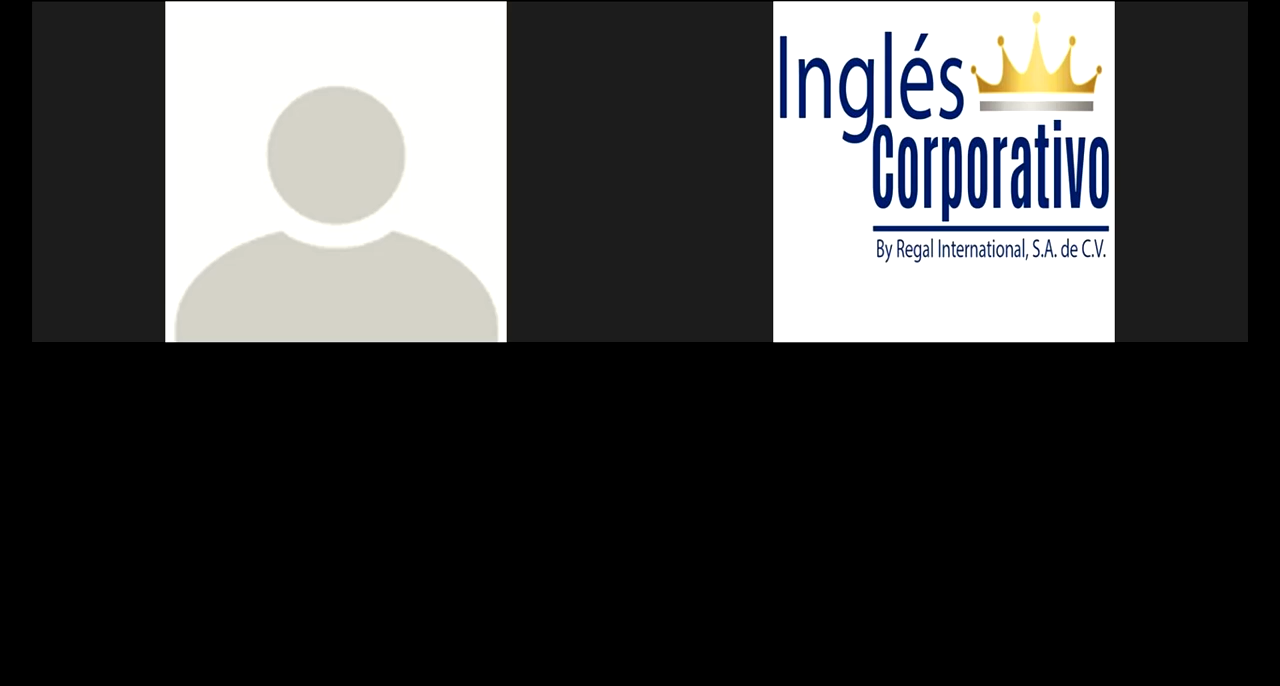 Inglés
Corporativo
By Regal International, S.A. de C.V.